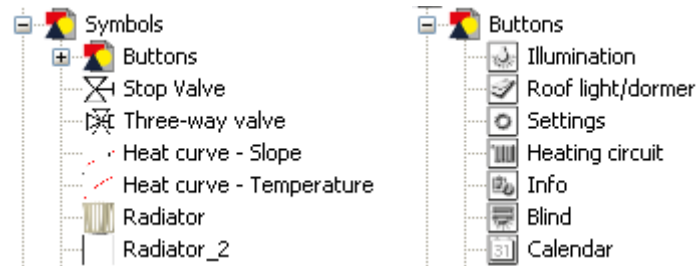 Symbols
Buttons
Stop Valve
Three-way valve
Heat curve - Slope
Heat curve - Temperature
Radiator
Radiator_2
Buttons
Illumination
Roof light/dormer
Settings
Heating circuit
Info
Blind
31
Calendar